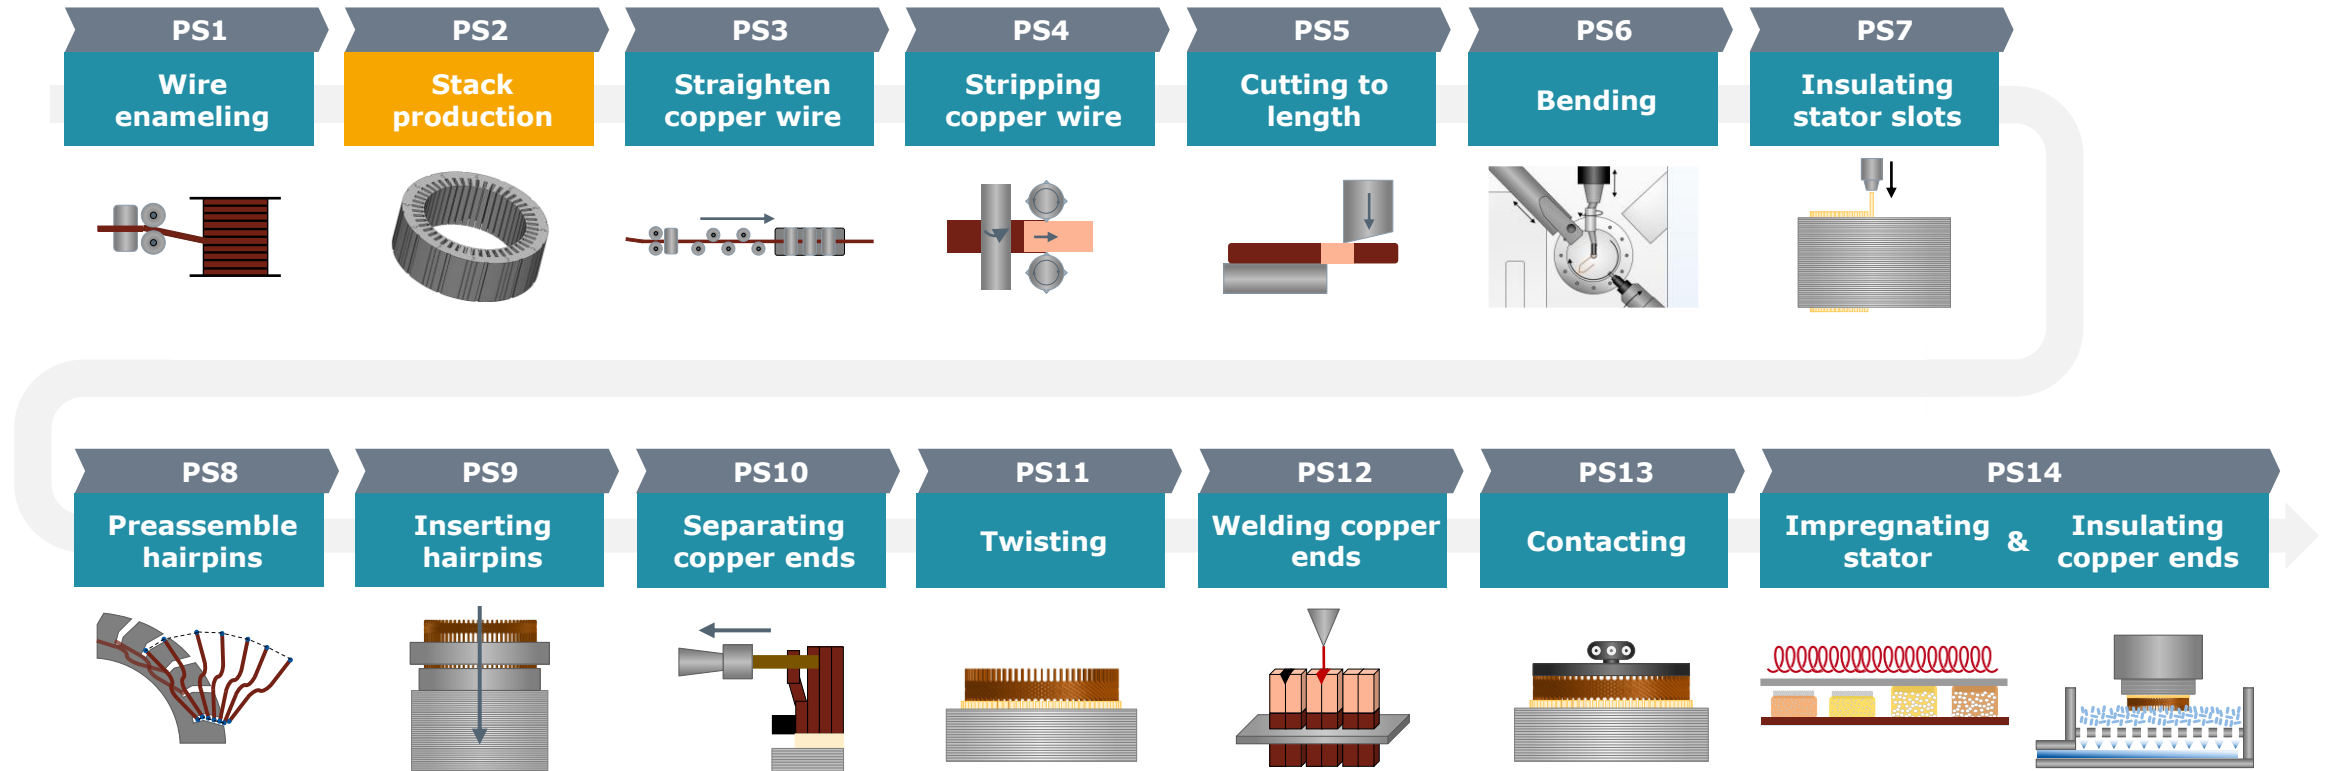 PS1
Wire
enameling
PS2
Stack
production
PS3
Straighten
copper wire
PS4
Stripping
copper wire
PS5
Cutting to
length
PS6
Bending
PS7
Insulating
stator slots
PS8
Preassemble
hairpins
PS9
Inserting
hairpins
PS10
Separating
copper ends
PS11
Twisting
PS12
Welding copper
ends
PS13
Contacting
PS14
Impregnating
stator
&
Insulating
copper ends